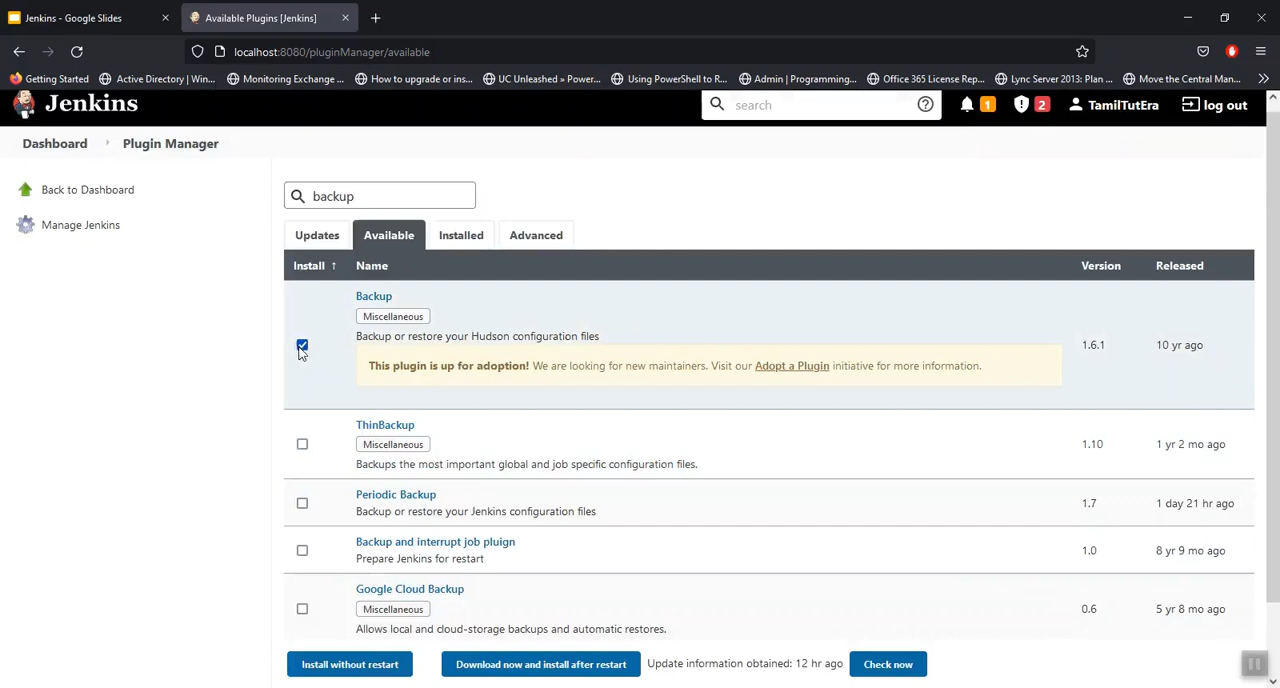 Jenkins - Google Slides
Available Plugins [Jenkins]
localhost:8080/pluginManager/available
Getting Started
Active Directory (Win...
Monitoring Exchange ...
How to upgrade or ins...
UC Unleashed » Power...
Using PowerShell to R...
Admin | Programming...
Office 365 License Rep...
Lync Server 2013: Plan ...
Move the Central Man...
Jenkins
search
1
2
TamilTutEra
log out
Dashboard
Plugin Manager
Back to Dashboard
Manage Jenkins
backup
Updates
Available
Installed
Advanced
Install ↑
Name
Version
Released
Backup
Miscellaneous
Backup or restore your Hudson configuration files
This plugin is up for adoption! We are looking for new maintainers. Visit our Adopt a Plugin initiative for more information.
1.6.1
10 yr ago
ThinBackup
Miscellaneous
Backups the most important global and job specific configuration files.
1.10
1 yr 2 mo ago
Periodic Backup
Backup or restore your Jenkins configuration files
1.7
1 day 21 hr ago
Backup and interrupt job pluign
Prepare Jenkins for restart
1.0
8 yr 9 mo ago
Google Cloud Backup
Miscellaneous
Allows local and cloud-storage backups and automatic restores.
0.6
5 yr 8 mo ago
Install without restart
Download now and install after restart
Update information obtained: 12 hr ago
Check now